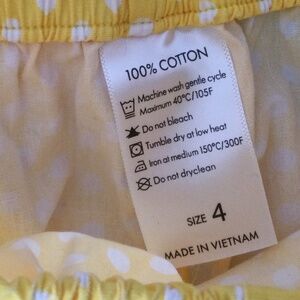 100% COTTON
Machine wash gentle cycle
Maximum 40°C/105F
Do not bleach
Tumble dry at low heat
Iron at medium 150°C/300F
Do not dryclean
SIZE 4
MADE IN VIETNAM